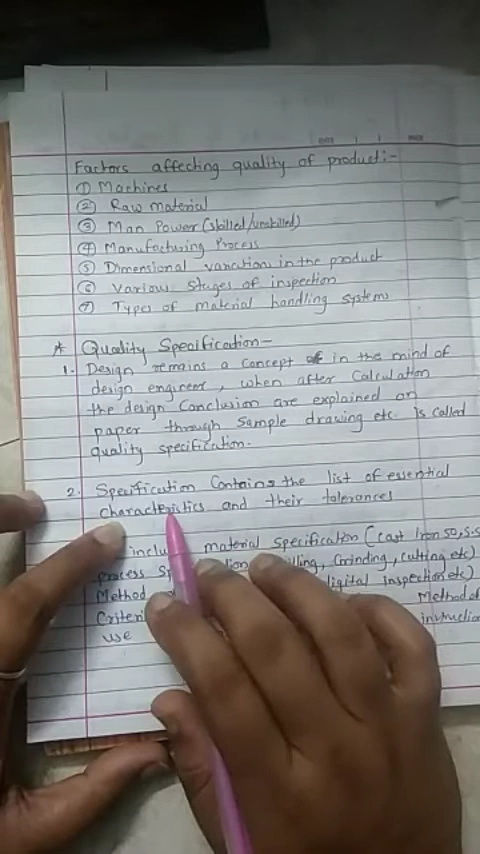 Factors affecting quality of product:-
① Machines
② Raw material
③ Man Power (skilled/unskilled)
④ Manufacturing Process
⑤ Dimensional variation in the product
⑥ Various stages of inspection
⑦ Types of material handling systems
* Quality Specification-
1. Design remains a concept in the mind of
design engineer, when after Calculation
the design Conclusion are explained on
paper through sample drawing etc. is called
quality specification.
2. Specification Contains the list of essential
characteristics and their tolerances
material Specification (cast iron 50, S.S
process Grinding, Cutting etc)
Method digital inspection etc)
Method of
instruction
use